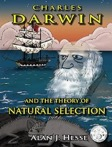 CHARLES
DARWIN
AND THE THEORY OF
NATURAL SELECTION
ALAN J. HESSE